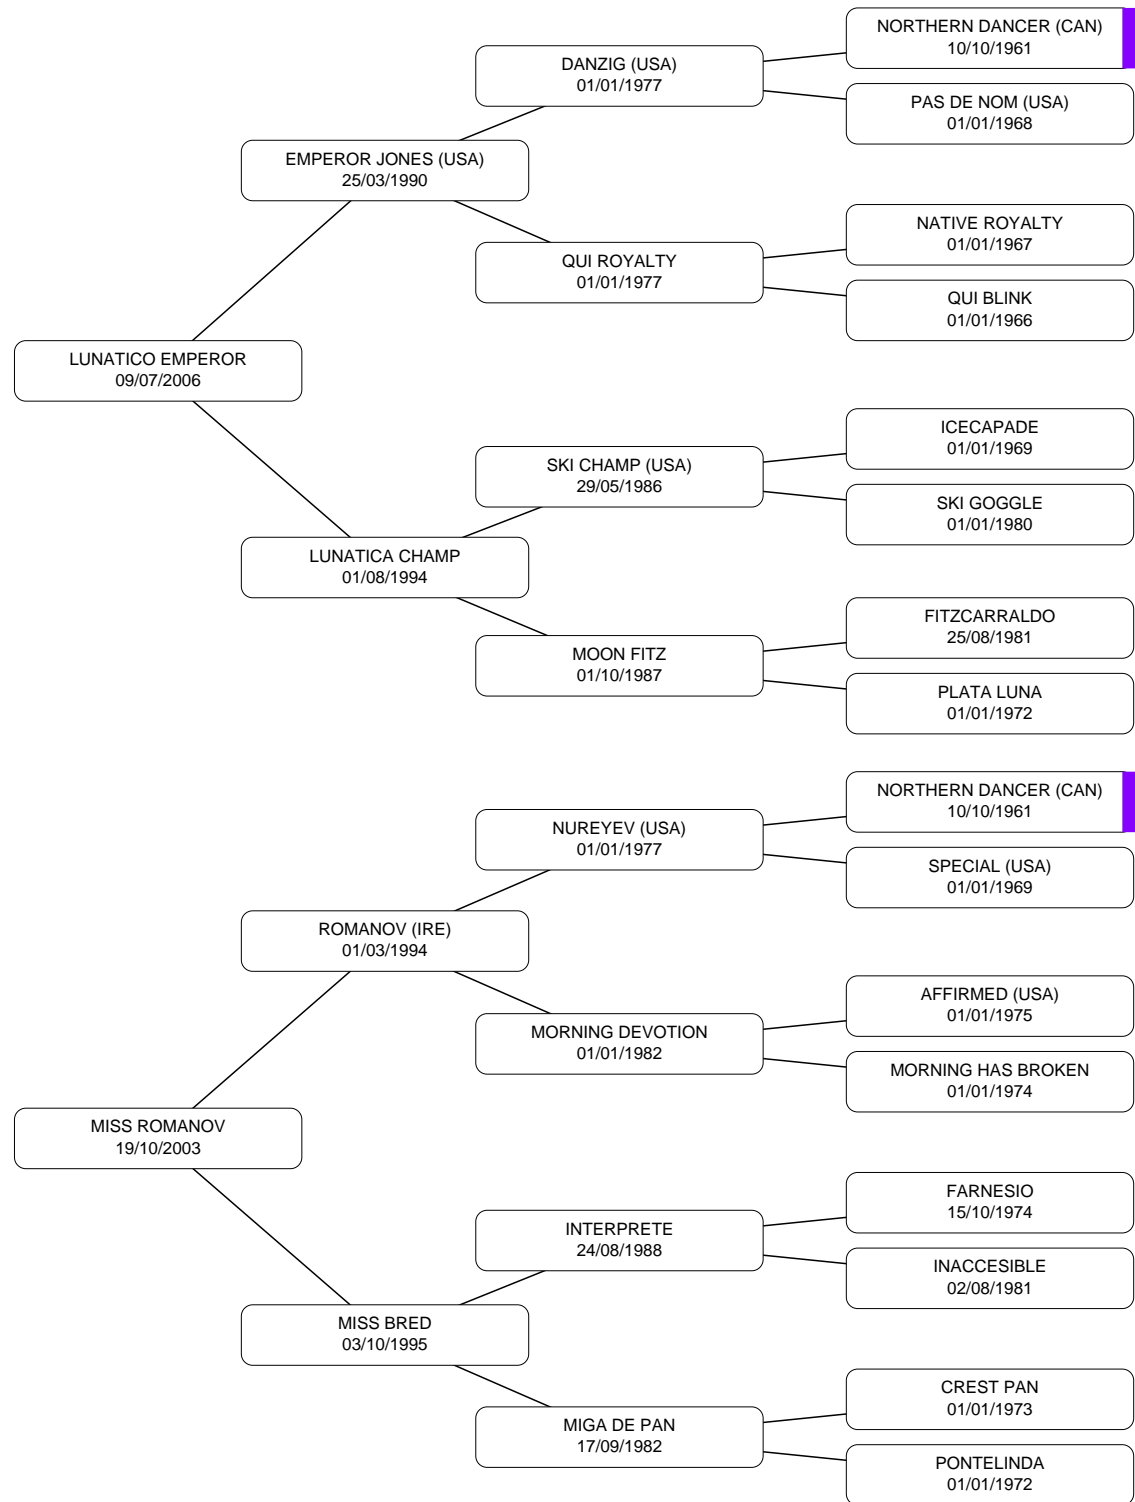 NORTHERN DANCER (CAN)
10/10/1961
DANZIG (USA)
01/01/1977
PAS DE NOM (USA)
01/01/1968
EMPEROR JONES (USA)
25/03/1990
NATIVE ROYALTY
01/01/1967
QUI ROYALTY
01/01/1977
QUI BLINK
01/01/1966
LUNATICO EMPEROR
09/07/2006
ICECAPADE
01/01/1969
SKI CHAMP (USA)
29/05/1986
SKI GOGGLE
01/01/1980
LUNATICA CHAMP
01/08/1994
FITZCARRALDO
25/08/1981
MOON FITZ
01/10/1987
PLATA LUNA
01/01/1972
NORTHERN DANCER (CAN)
10/10/1961
NUREYEV (USA)
01/01/1977
SPECIAL (USA)
01/01/1969
ROMANOV (IRE)
01/03/1994
AFFIRMED (USA)
01/01/1975
MORNING DEVOTION
01/01/1982
MORNING HAS BROKEN
01/01/1974
MISS ROMANOV
19/10/2003
FARNESIO
15/10/1974
INTERPRETE
24/08/1988
INACCESIBLE
02/08/1981
MISS BRED
03/10/1995
CREST PAN
01/01/1973
MIGA DE PAN
17/09/1982
PONTELINDA
01/01/1972